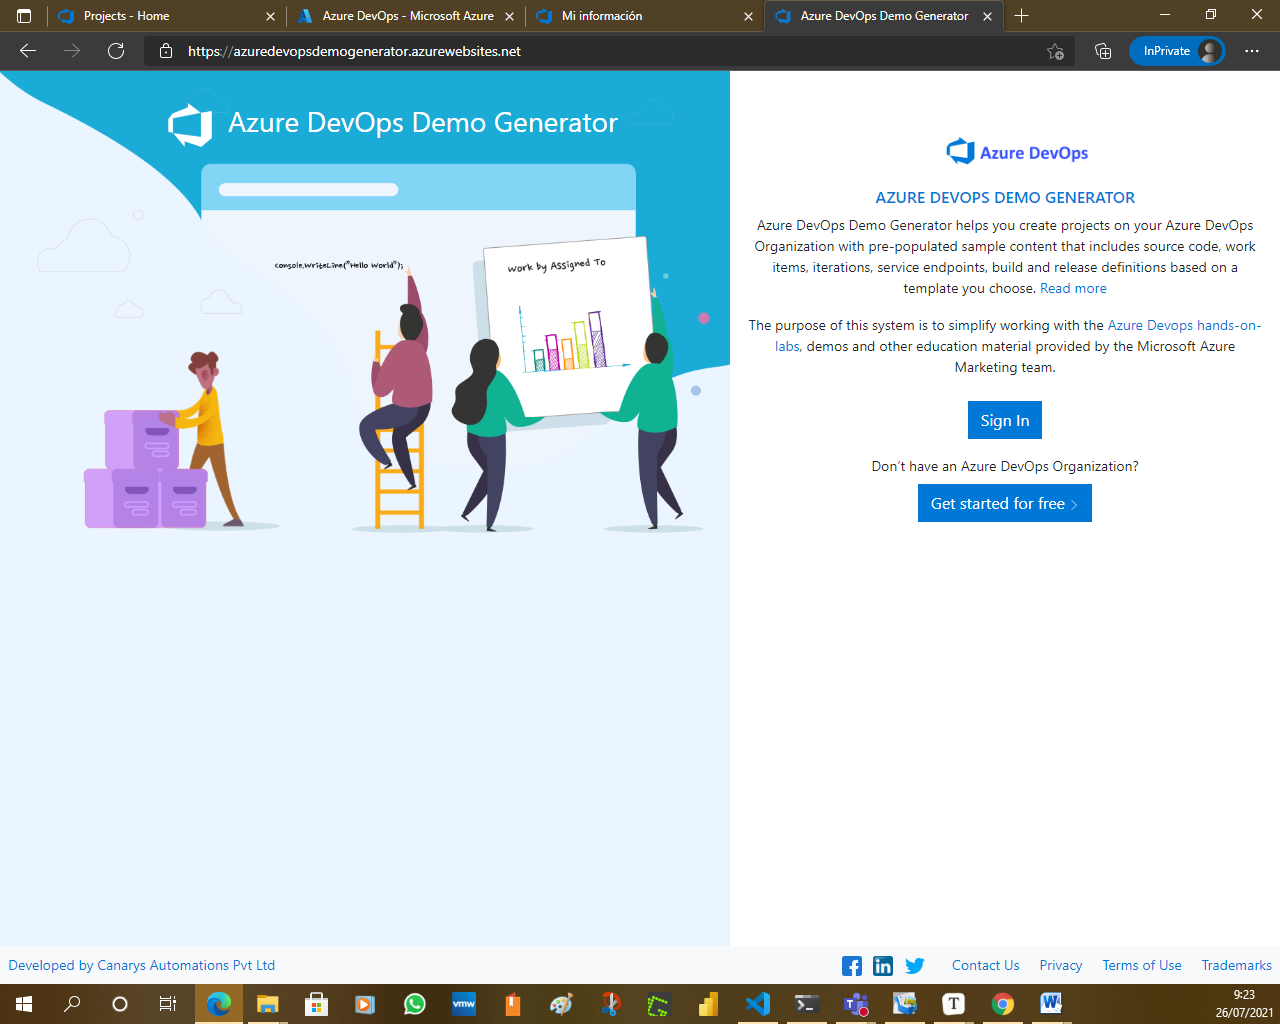 Projects - Home
Azure DevOps - Microsoft Azure
Mi información
Azure DevOps Demo Generator
https://azuredevopsdemogenerator.azurewebsites.net
InPrivate
Azure DevOps Demo Generator
console.WriteLine("Hello World");
Work by Assigned To
Azure DevOps
AZURE DEVOPS DEMO GENERATOR
Azure DevOps Demo Generator helps you create projects on your Azure DevOps
Organization with pre-populated sample content that includes source code, work
items, iterations, service endpoints, build and release definitions based on a
template you choose. Read more
The purpose of this system is to simplify working with the Azure Devops hands-on-
labs, demos and other education material provided by the Microsoft Azure
Marketing team.
Sign In
Don't have an Azure DevOps Organization?
Get started for free
Developed by Canarys Automations Pvt Ltd
Contact Us
Privacy
Terms of Use
Trademarks
vmw
T
9:23
26/07/2021